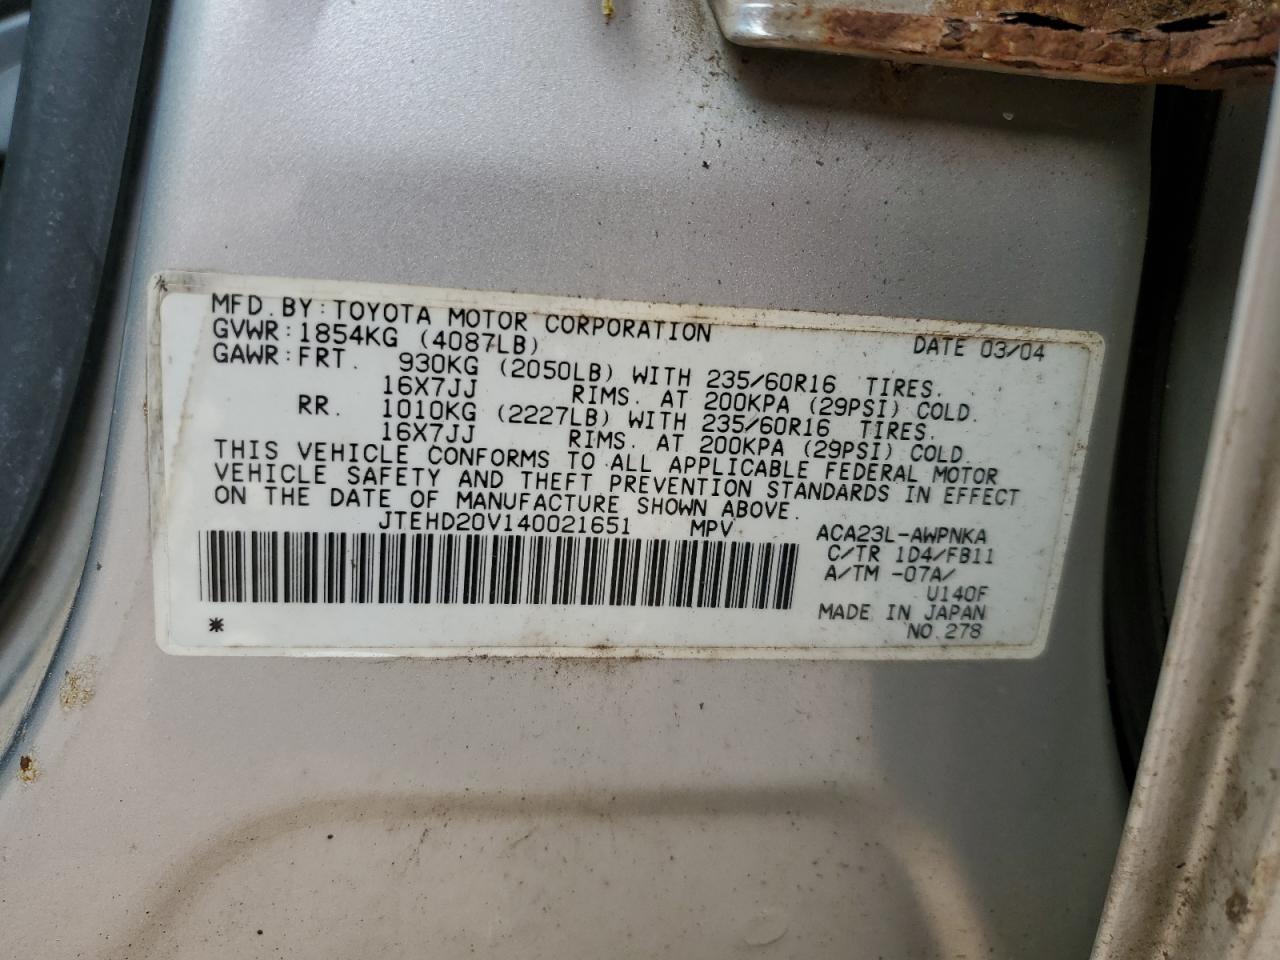 MFD. BY: TOYOTA MOTOR CORPORATION DATE 03/04
GVWR: 1854KG (4087LB)
GAWR: FRT. 930KG (2050LB) WITH 235/60R16 TIRES.
16X7JJ RIMS. AT 200KPA (29PSI) COLD.
RR. 1010KG (2227LB) WITH 235/60R16 TIRES.
16X7JJ RIMS. AT 200KPA (29PSI) COLD.
THIS VEHICLE CONFORMS TO ALL APPLICABLE FEDERAL MOTOR
VEHICLE SAFETY AND THEFT PREVENTION STANDARDS IN EFFECT
ON THE DATE OF MANUFACTURE SHOWN ABOVE.
JTEHD20V140021651 MPV
ACA23L-AWPNKA
C/TR 1D4/FB11
A/TM -07A/
U140F
MADE IN JAPAN
NO.278
*